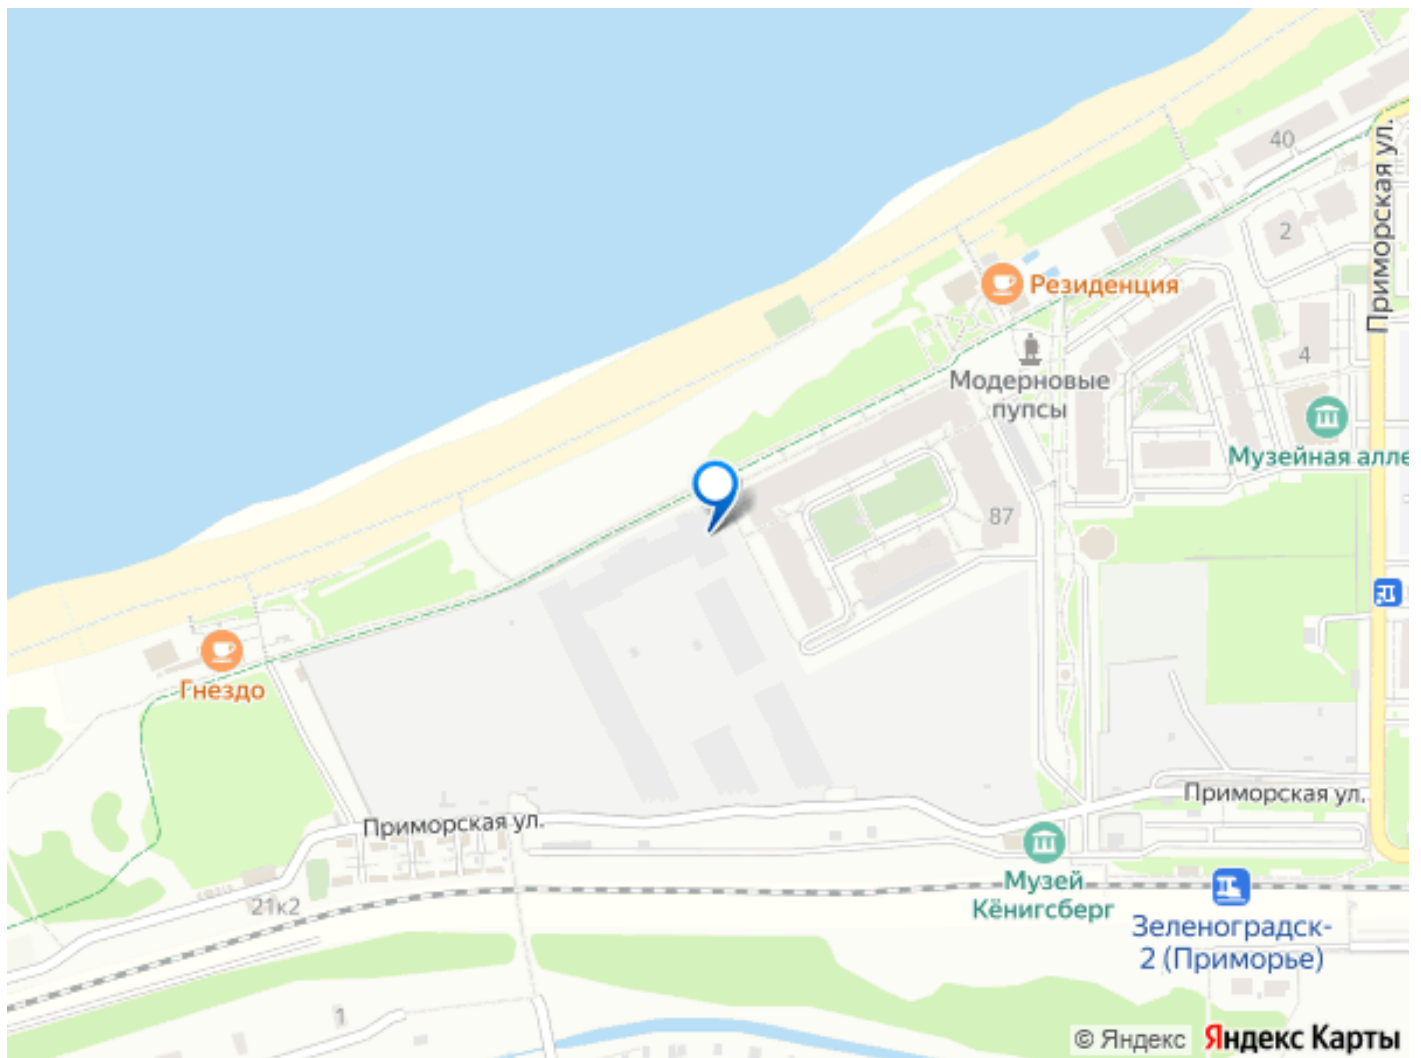 40
Приморская ул.
2
Резиденция
4
Модерновые
пупсы
Музейная алле
87
Гнездо
Приморская ул.
Приморская ул.
Музей
Кёнигсберг
21к2
Зеленоградск-
2 (Приморье)
1
© Яндекс Яндекс Карты